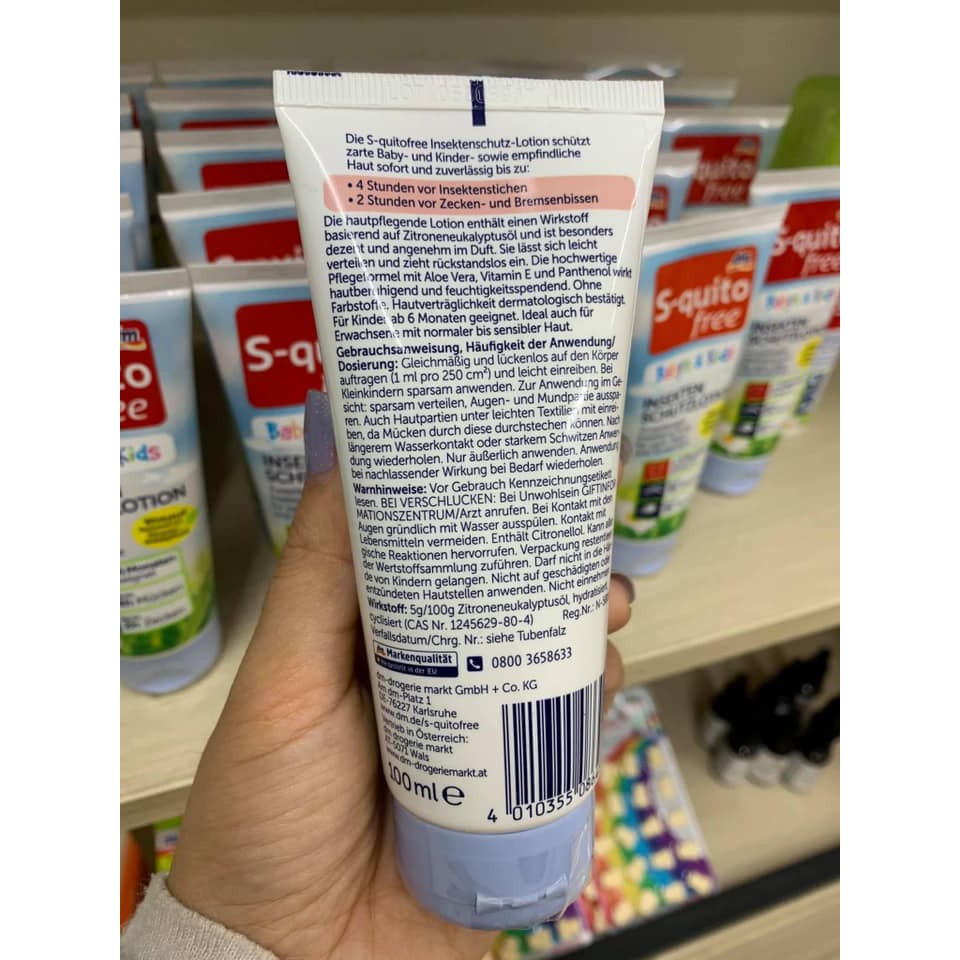 Die S-quitofree Insektenschutz-Lotion schützt
zarte Baby- und Kinder- sowie empfindliche
Haut sofort und zuverlässig bis zu:
• 4 Stunden vor Insektenstichen
• 2 Stunden vor Zecken- und Bremsenbissen
Die hautpflegende Lotion enthält einen Wirkstoff
basierend auf Zitroneneukalyptusöl und ist besonders
dezent und angenehm im Duft. Sie lässt sich leicht
verteilen und zieht rückstandslos ein. Die hochwertige
Pflegeformel mit Aloe Vera, Vitamin E und Panthenol wirkt
hautberuhigend und feuchtigkeitsspendend. Ohne
Farbstoffe. Hautverträglichkeit dermatologisch bestätigt.
Für Kinder ab 6 Monaten geeignet. Ideal auch für
Erwachsene mit normaler bis sensibler Haut.
Gebrauchsanweisung, Häufigkeit der Anwendung/
Dosierung: Gleichmäßig und lückenlos auf den Körper
auftragen (1 ml pro 250 cm²) und leicht einreiben. Bei
Kleinkindern sparsam anwenden. Zur Anwendung im Ge-
sicht: sparsam verteilen, Augen- und Mundpartieausspa-
ren. Auch Hautpartien unter leichten Textilien mit einrei-
ben, da Mücken durch diese durchstechen können. Nach
längerem Wasserkontakt oder starkem Schwitzen Anwen-
dung wiederholen. Nur äußerlich anwenden. Anwendung
bei nachlassender Wirkung bei Bedarf wiederholen.
Warnhinweise: Vor Gebrauch Kennzeichnungsetikett
lesen. BEI VERSCHLUCKEN: Bei Unwohlsein GIFTINFOR
MATIONSZENTRUM/Arzt anrufen. Bei Kontakt mit den
Augen gründlich mit Wasser ausspülen. Kontakt mit
Lebensmitteln vermeiden. Enthält Citronellol. Kann aller
gische Reaktionen hervorrufen. Verpackung restentleert
der Wertstoffsammlung zuführen. Darf nicht in die Hän
de von Kindern gelangen. Nicht auf geschädigten oder
entzündeten Hautstellen anwenden. Nicht einnehmen.
Wirkstoff: 5g/100g Zitroneneukalyptusöl, hydratisiert,
cyclisiert (CAS Nr. 1245629-80-4) Reg.Nr.: N-
Verfallsdatum/Chrg. Nr.: siehe Tubenfalz
dm Markenqualität
Hergestellt in der EU
0800 3658633
dm-drogerie markt GmbH + Co. KG
Am dm-Platz 1
DE-76227 Karlsruhe
www.dm.de/s-quitofree
Vertrieb in Österreich:
dm drogerie markt
AT-5071 Wals
www.dm-drogeriemarkt.at
100 ml e
4 010355
S-quito
free
Baby & Kids
INSEKTEN
SCHUTZLOTION
S-quito
free
Kids
LOTION
S-qu
Bab
INSE
SCH
quito
free